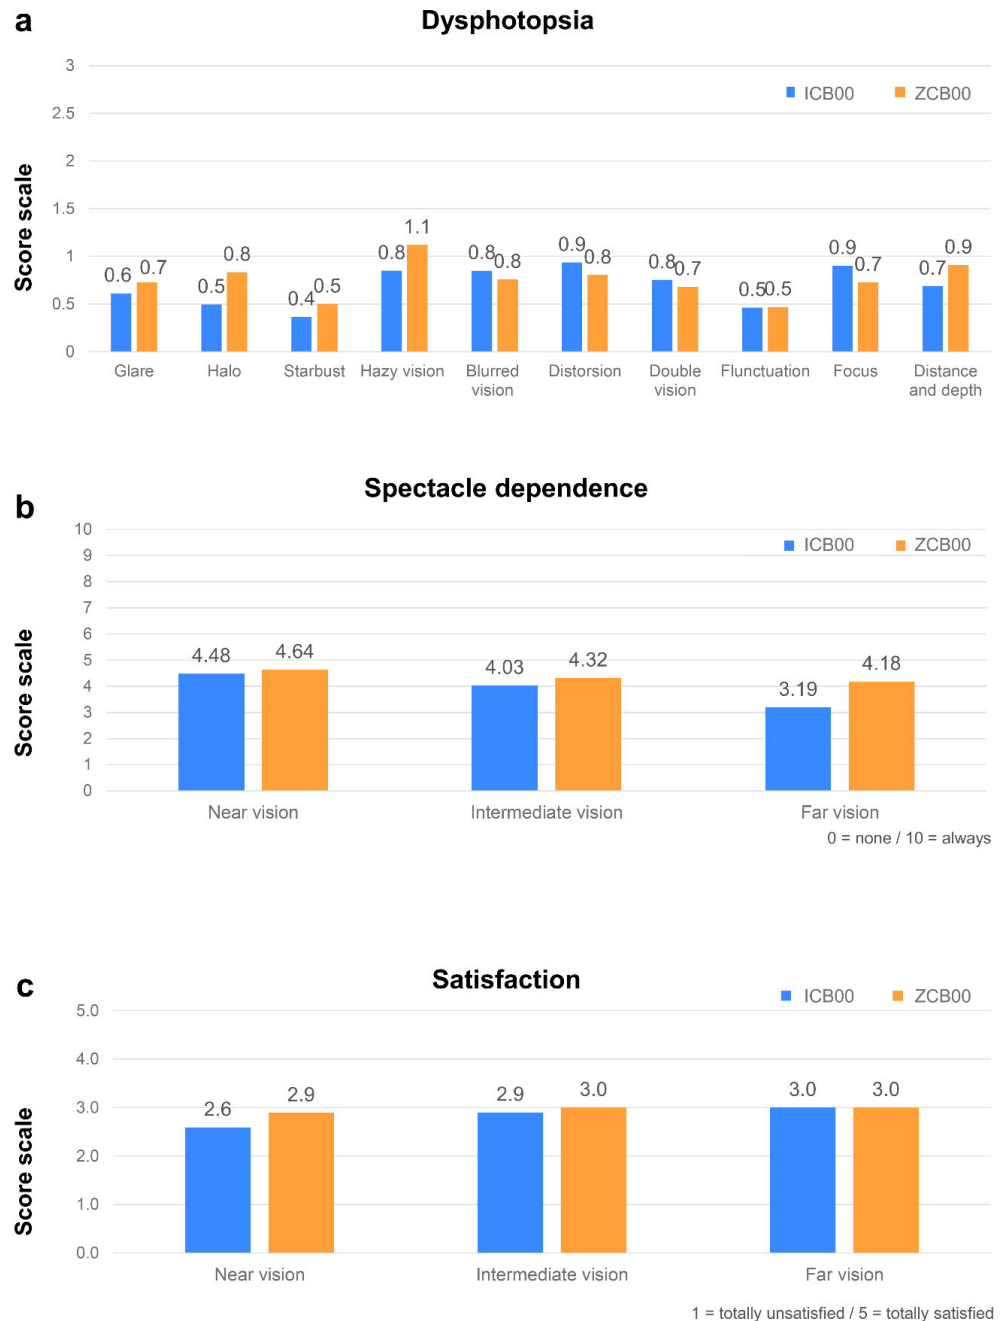 a
Dysphotopsia
3
2.5
2
1.5
1
0.5
0
Score scale
ICB00 ZCB00
0.6 0.7 0.5 0.8 0.4 0.5 0.8 1.1 0.8 0.8 0.9 0.8 0.8 0.7 0.5 0.5 0.9 0.7 0.7 0.9
Glare Halo Starbust Hazy vision Blurred Distorsion Double Flunctuation Focus Distance
vision vision and depth
b
Spectacle dependence
10
9
8
7
6
5
4
3
2
1
0
Score scale
ICB00 ZCB00
4.48 4.64 4.03 4.32 3.19 4.18
Near vision Intermediate vision Far vision
0 = none / 10 = always
c
Satisfaction
5.0
4.0
3.0
2.0
1.0
0.0
Score scale
ICB00 ZCB00
2.6 2.9 2.9 3.0 3.0 3.0
Near vision Intermediate vision Far vision
1 = totally unsatisfied / 5 = totally satisfied